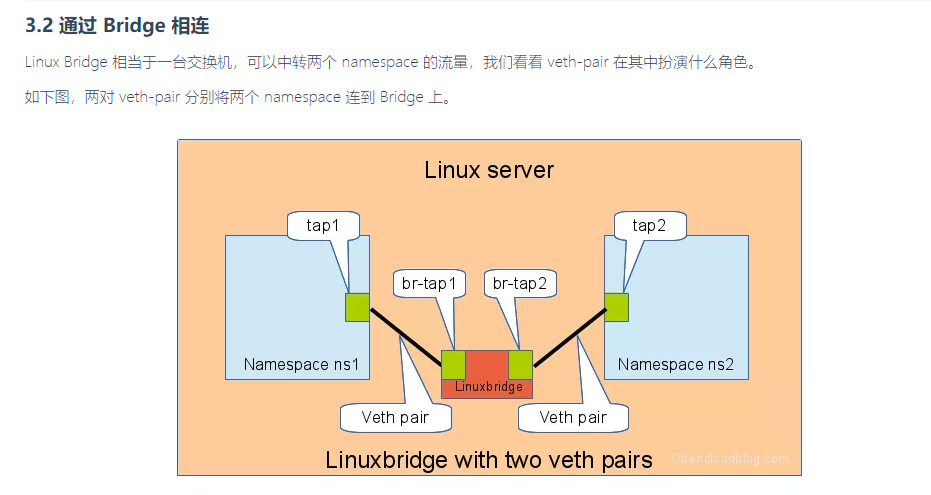 3.2 通过 Bridge 相连
Linux Bridge 相当于一台交换机，可以中转两个 namespace 的流量，我们看看 veth-pair 在其中扮演什么角色。
如下图，两对 veth-pair 分别将两个 namespace 连到 Bridge 上。
Linux server
tap1
tap2
br-tap1
br-tap2
Namespace ns1
Linuxbridge
Namespace ns2
Veth pair
Veth pair
Linuxbridge with two veth pairs
Opencloudblog.com